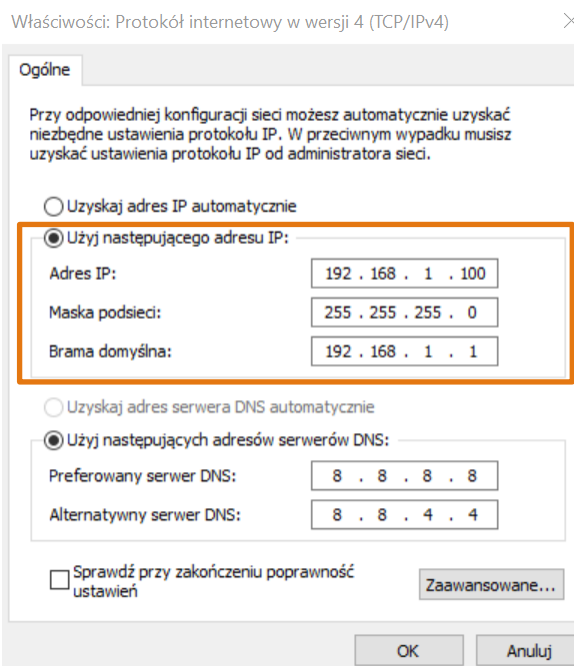 Właściwości: Protokół internetowy w wersji 4 (TCP/IPv4)
Ogólne
Przy odpowiedniej konfiguracji sieci możesz automatycznie uzyskać
niezbędne ustawienia protokołu IP. W przeciwnym wypadku musisz
uzyskać ustawienia protokołu IP od administratora sieci.
Uzyskaj adres IP automatycznie
Użyj następującego adresu IP:
Adres IP: 192 . 168 . 1 . 100
Maska podsieci: 255 . 255 . 255 . 0
Brama domyślna: 192 . 168 . 1 . 1
Uzyskaj adres serwera DNS automatycznie
Użyj następujących adresów serwerów DNS:
Preferowany serwer DNS: 8 . 8 . 8 . 8
Alternatywny serwer DNS: 8 . 8 . 4 . 4
Sprawdź przy zakończeniu poprawność
ustawień
Zaawansowane...
OK Anuluj